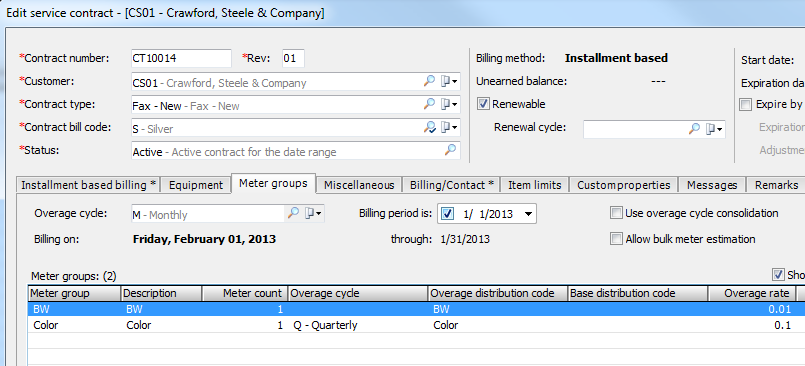 Edit service contract - [CS01 - Crawford, Steele & Company]
*Contract number: CT10014 *Rev: 01
*Customer: CS01 - Crawford, Steele & Company
*Contract type: Fax - New - Fax - New
*Contract bill code: S - Silver
*Status: Active - Active contract for the date range
Billing method: Installment based
Unearned balance: ---
Renewable
Renewal cycle:
Start date:
Expiration da
Expire by
Expiration
Adjustme
Installment based billing * Equipment Meter groups Miscellaneous Billing/Contact * Item limits Custom properties Messages Remarks
Overage cycle: M - Monthly Billing period is: 1/ 1/2013 Use overage cycle consolidation
Billing on: Friday, February 01, 2013 through: 1/31/2013 Allow bulk meter estimation
Meter groups: (2) Sho
Meter group Description Meter count Overage cycle Overage distribution code Base distribution code Overage rate
BW BW 1 BW 0.01
Color Color 1 Q - Quarterly Color 0.1